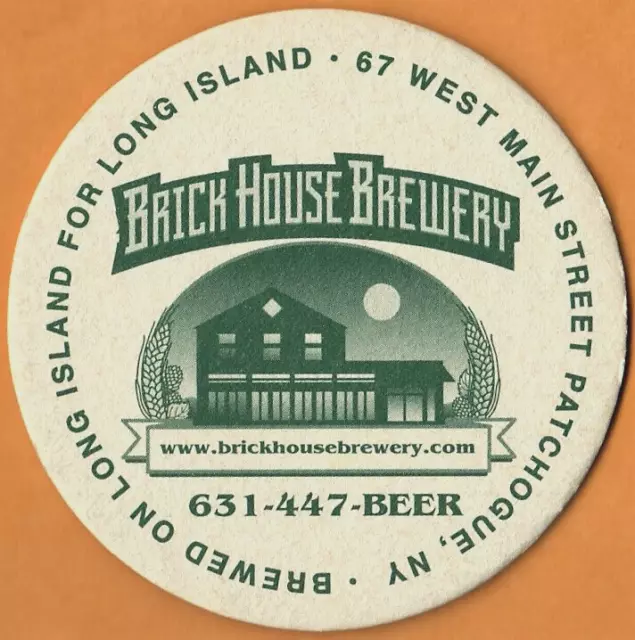 BREWED ON LONG ISLAND FOR LONG ISLAND · 67 WEST MAIN STREET PATCHOGUE, NY ·
BRICK HOUSE BREWERY
www.brickhousebrewery.com
631-447-BEER